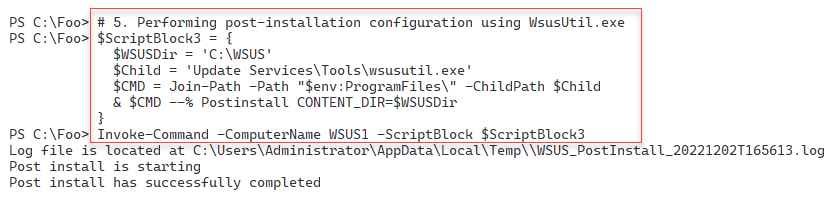 PS C:\Foo> # 5. Performing post-installation configuration using WsusUtil.exe
PS C:\Foo> $ScriptBlock3 = {
  $WSUSDir = 'C:\WSUS'
  $Child = 'Update Services\Tools\wsusutil.exe'
  $CMD = Join-Path -Path "$env:ProgramFiles\" -ChildPath $Child
  & $CMD --% Postinstall CONTENT_DIR=$WSUSDir
}
PS C:\Foo> Invoke-Command -ComputerName WSUS1 -ScriptBlock $ScriptBlock3
Log file is located at C:\Users\Administrator\AppData\Local\Temp\\WSUS_PostInstall_20221202T165613.log
Post install is starting
Post install has successfully completed